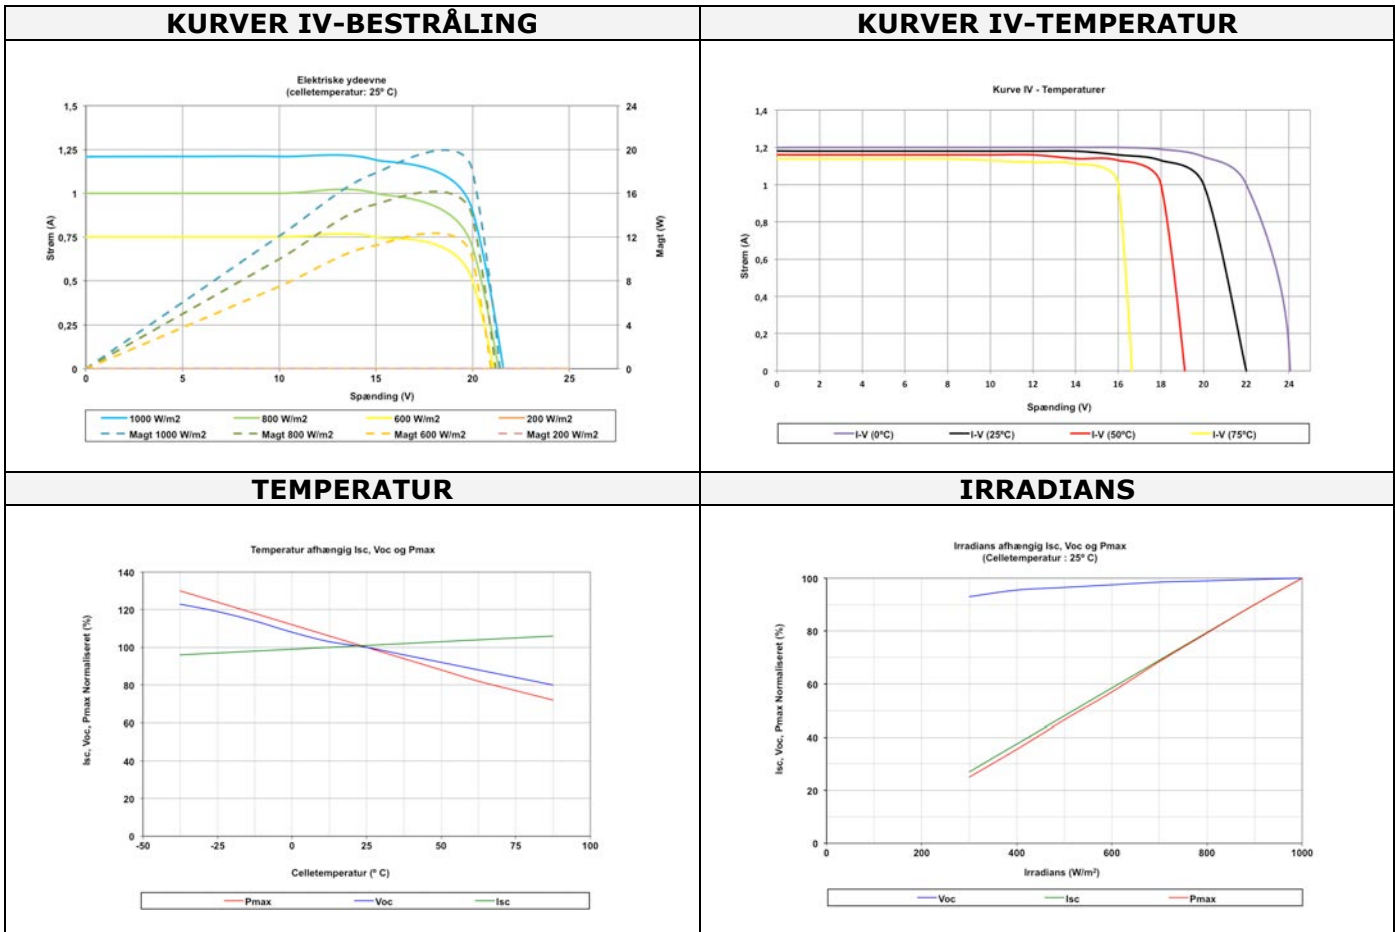 KURVER IV-BESTRÅLING
Elektriske ydeevne
(celletemperatur: 25º C)
1,5
1,25
1
0,75
0,5
0,25
0
Strøm (A)
24
20
16
12
8
4
0
Magt (W)
0 5 10 15 20 25
Spænding (V)
1000 W/m2 800 W/m2 600 W/m2 200 W/m2
Magt 1000 W/m2 Magt 800 W/m2 Magt 600 W/m2 Magt 200 W/m2
KURVER IV-TEMPERATUR
Kurve IV - Temperaturer
1,4
1,2
1
0,8
0,6
0,4
0,2
0
Strøm (A)
0 2 4 6 8 10 12 14 16 18 20 22 24
Spænding (V)
I-V (0ºC) I-V (25ºC) I-V (50ºC) I-V (75ºC)
TEMPERATUR
Temperatur afhængig Isc, Voc og Pmax
140
120
100
80
60
40
20
0
Isc, Voc, Pmax Normaliseret (%)
-50 -25 0 25 50 75 100
Celletemperatur (º C)
Pmax Voc Isc
IRRADIANS
Irradians afhængig Isc, Voc og Pmax
(Celletemperatur : 25º C)
100
80
60
40
20
0
Isc, Voc, Pmax Normaliseret (%)
0 200 400 600 800 1000
Irradians (W/m²)
Voc Isc Pmax